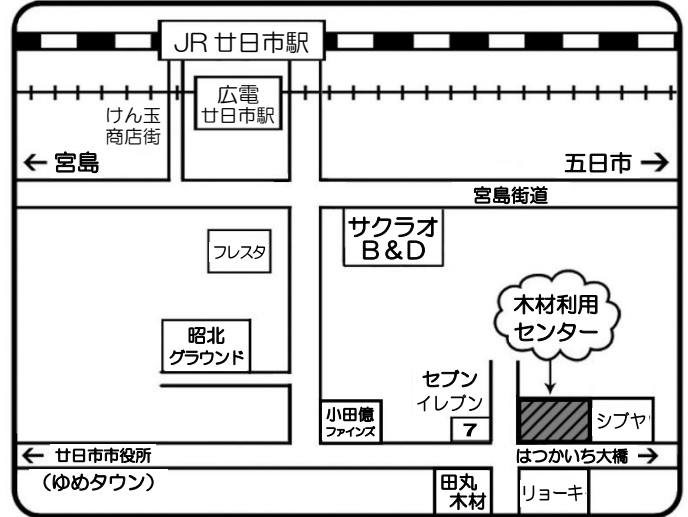 JR 廿日市駅
広電
廿日市駅
けん玉
商店街
← 宮島
五日市 →
宮島街道
サクラオ
B&D
フレスタ
木材利用
センター
昭北
グラウンド
セブン
イレブン
7
小田億
ファインズ
シブヤ
← 廿日市市役所
はつかいち大橋 →
(ゆめタウン)
田丸
木材
リョーキ